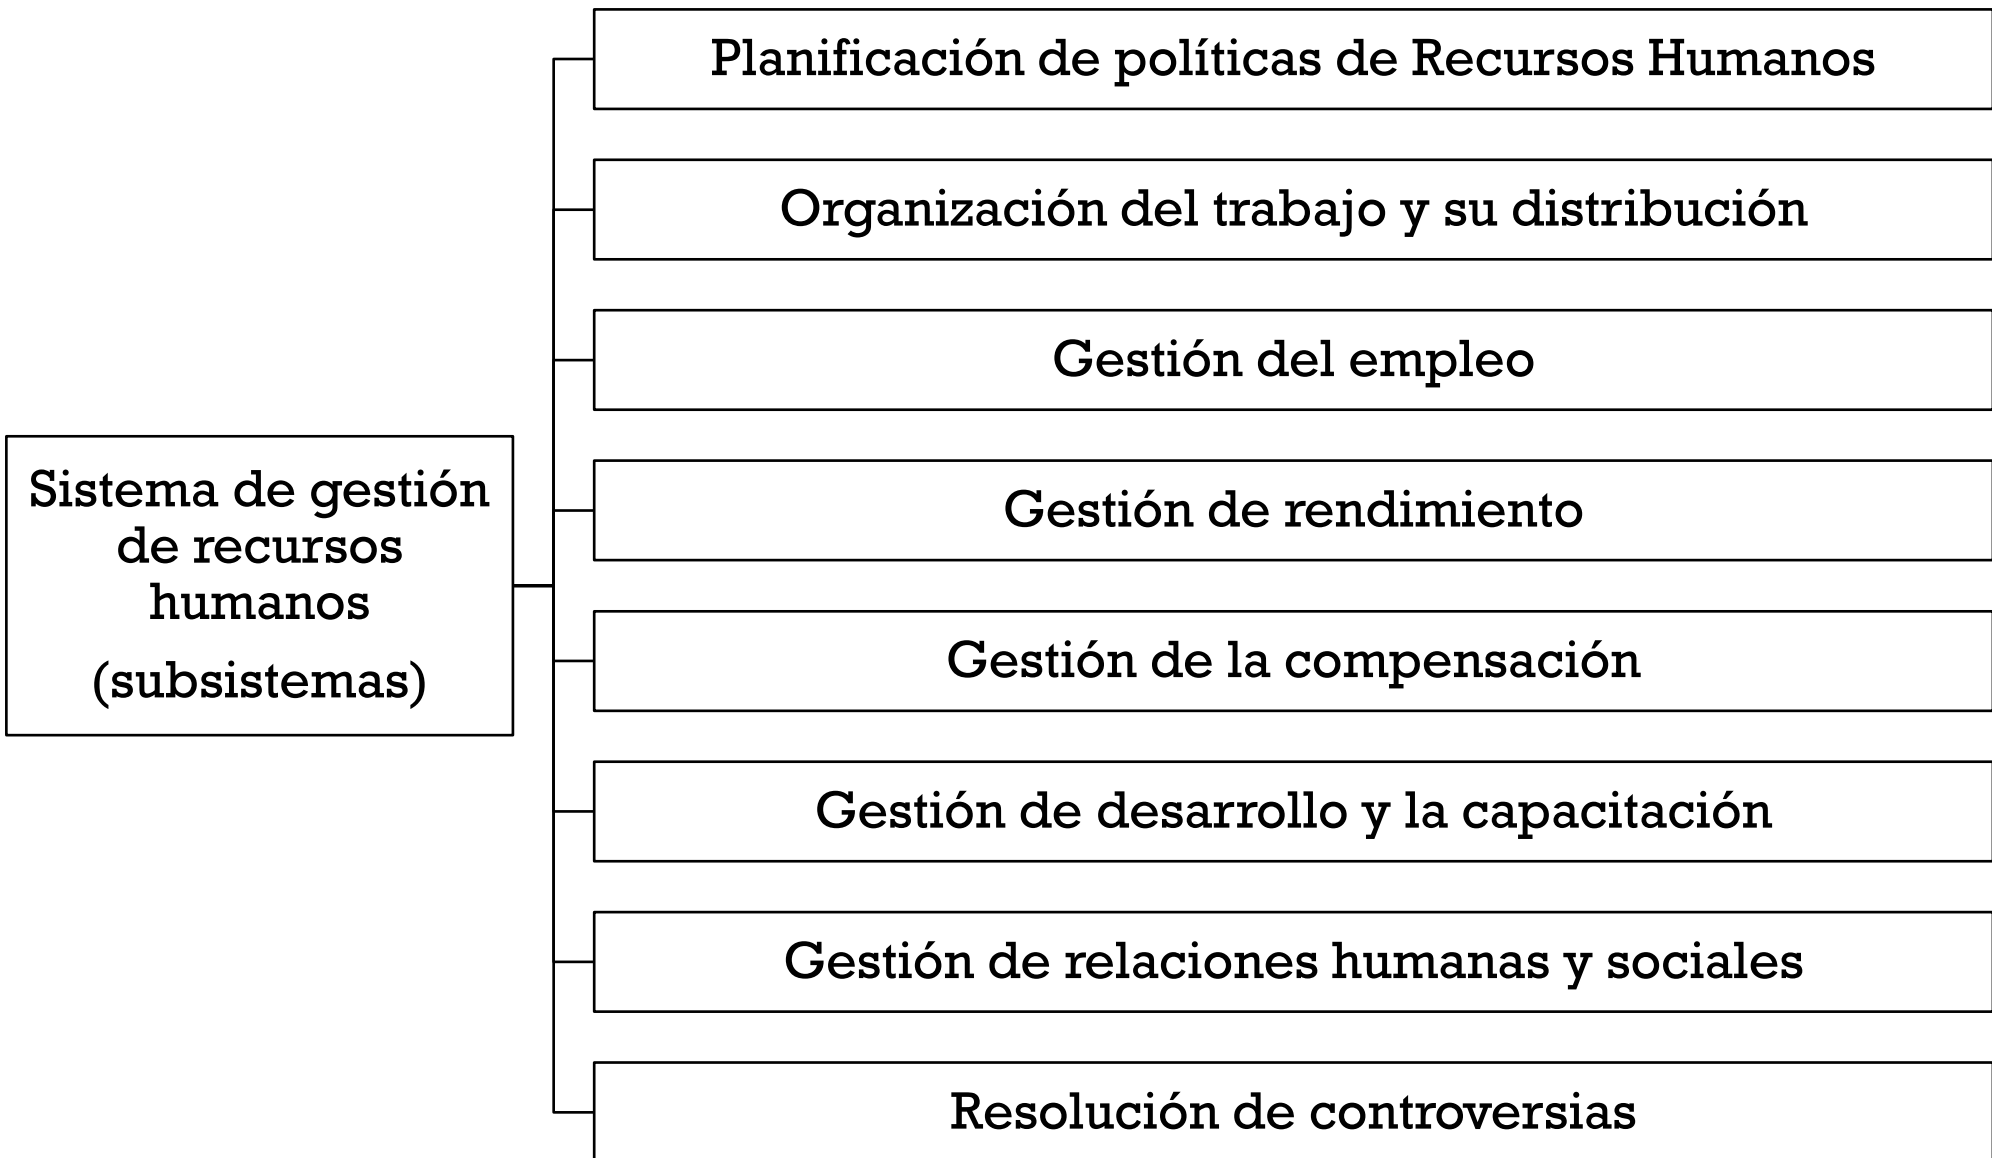 Planificación de políticas de Recursos Humanos
Organización del trabajo y su distribución
Gestión del empleo
Gestión de rendimiento
Sistema de gestión
de recursos
humanos
(subsistemas)
Gestión de la compensación
Gestión de desarrollo y la capacitación
Gestión de relaciones humanas y sociales
Resolución de controversias